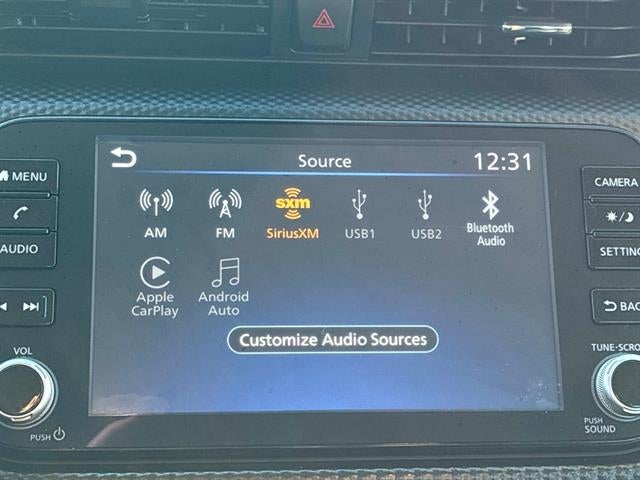 Source
12:31
MENU
CAMERA
AUDIO
SETTING
BAC
sxm
AM
FM
SiriusXM
USB1
USB2
Bluetooth
Audio
Apple
CarPlay
Android
Auto
Customize Audio Sources
VOL
PUSH
TUNE·SCRO
PUSH
SOUND